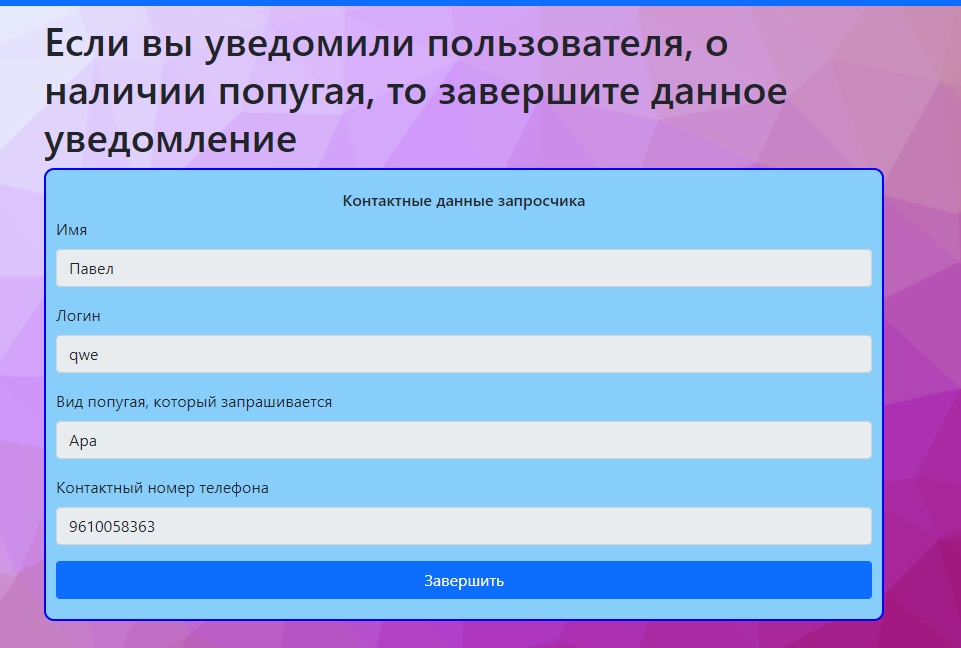 Если вы уведомили пользователя, о
наличии попугая, то завершите данное
уведомление
Контактные данные запросчика
Имя
Павел
Логин
qwe
Вид попугая, который запрашивается
Ара
Контактный номер телефона
9610058363
Завершить